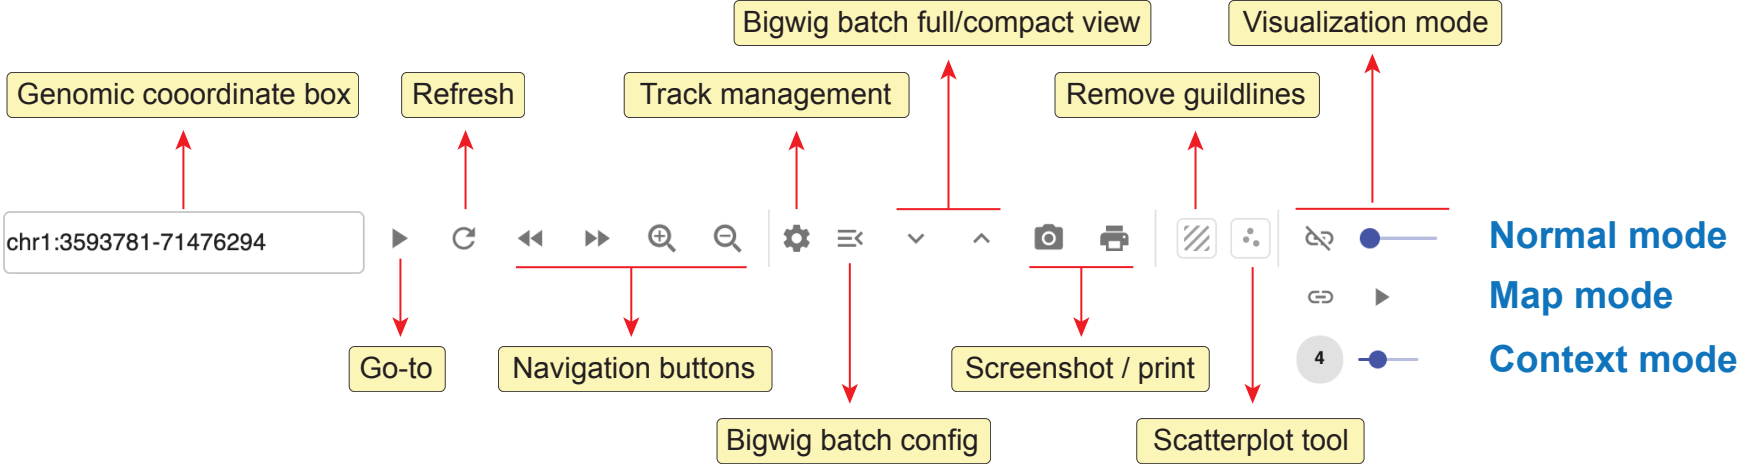 Bigwig batch full/compact view
Visualization mode
Genomic cooordinate box
Refresh
Track management
Remove guildlines
chr1:3593781-71476294
Normal mode
Map mode
4
Context mode
Go-to
Navigation buttons
Screenshot / print
Bigwig batch config
Scatterplot tool